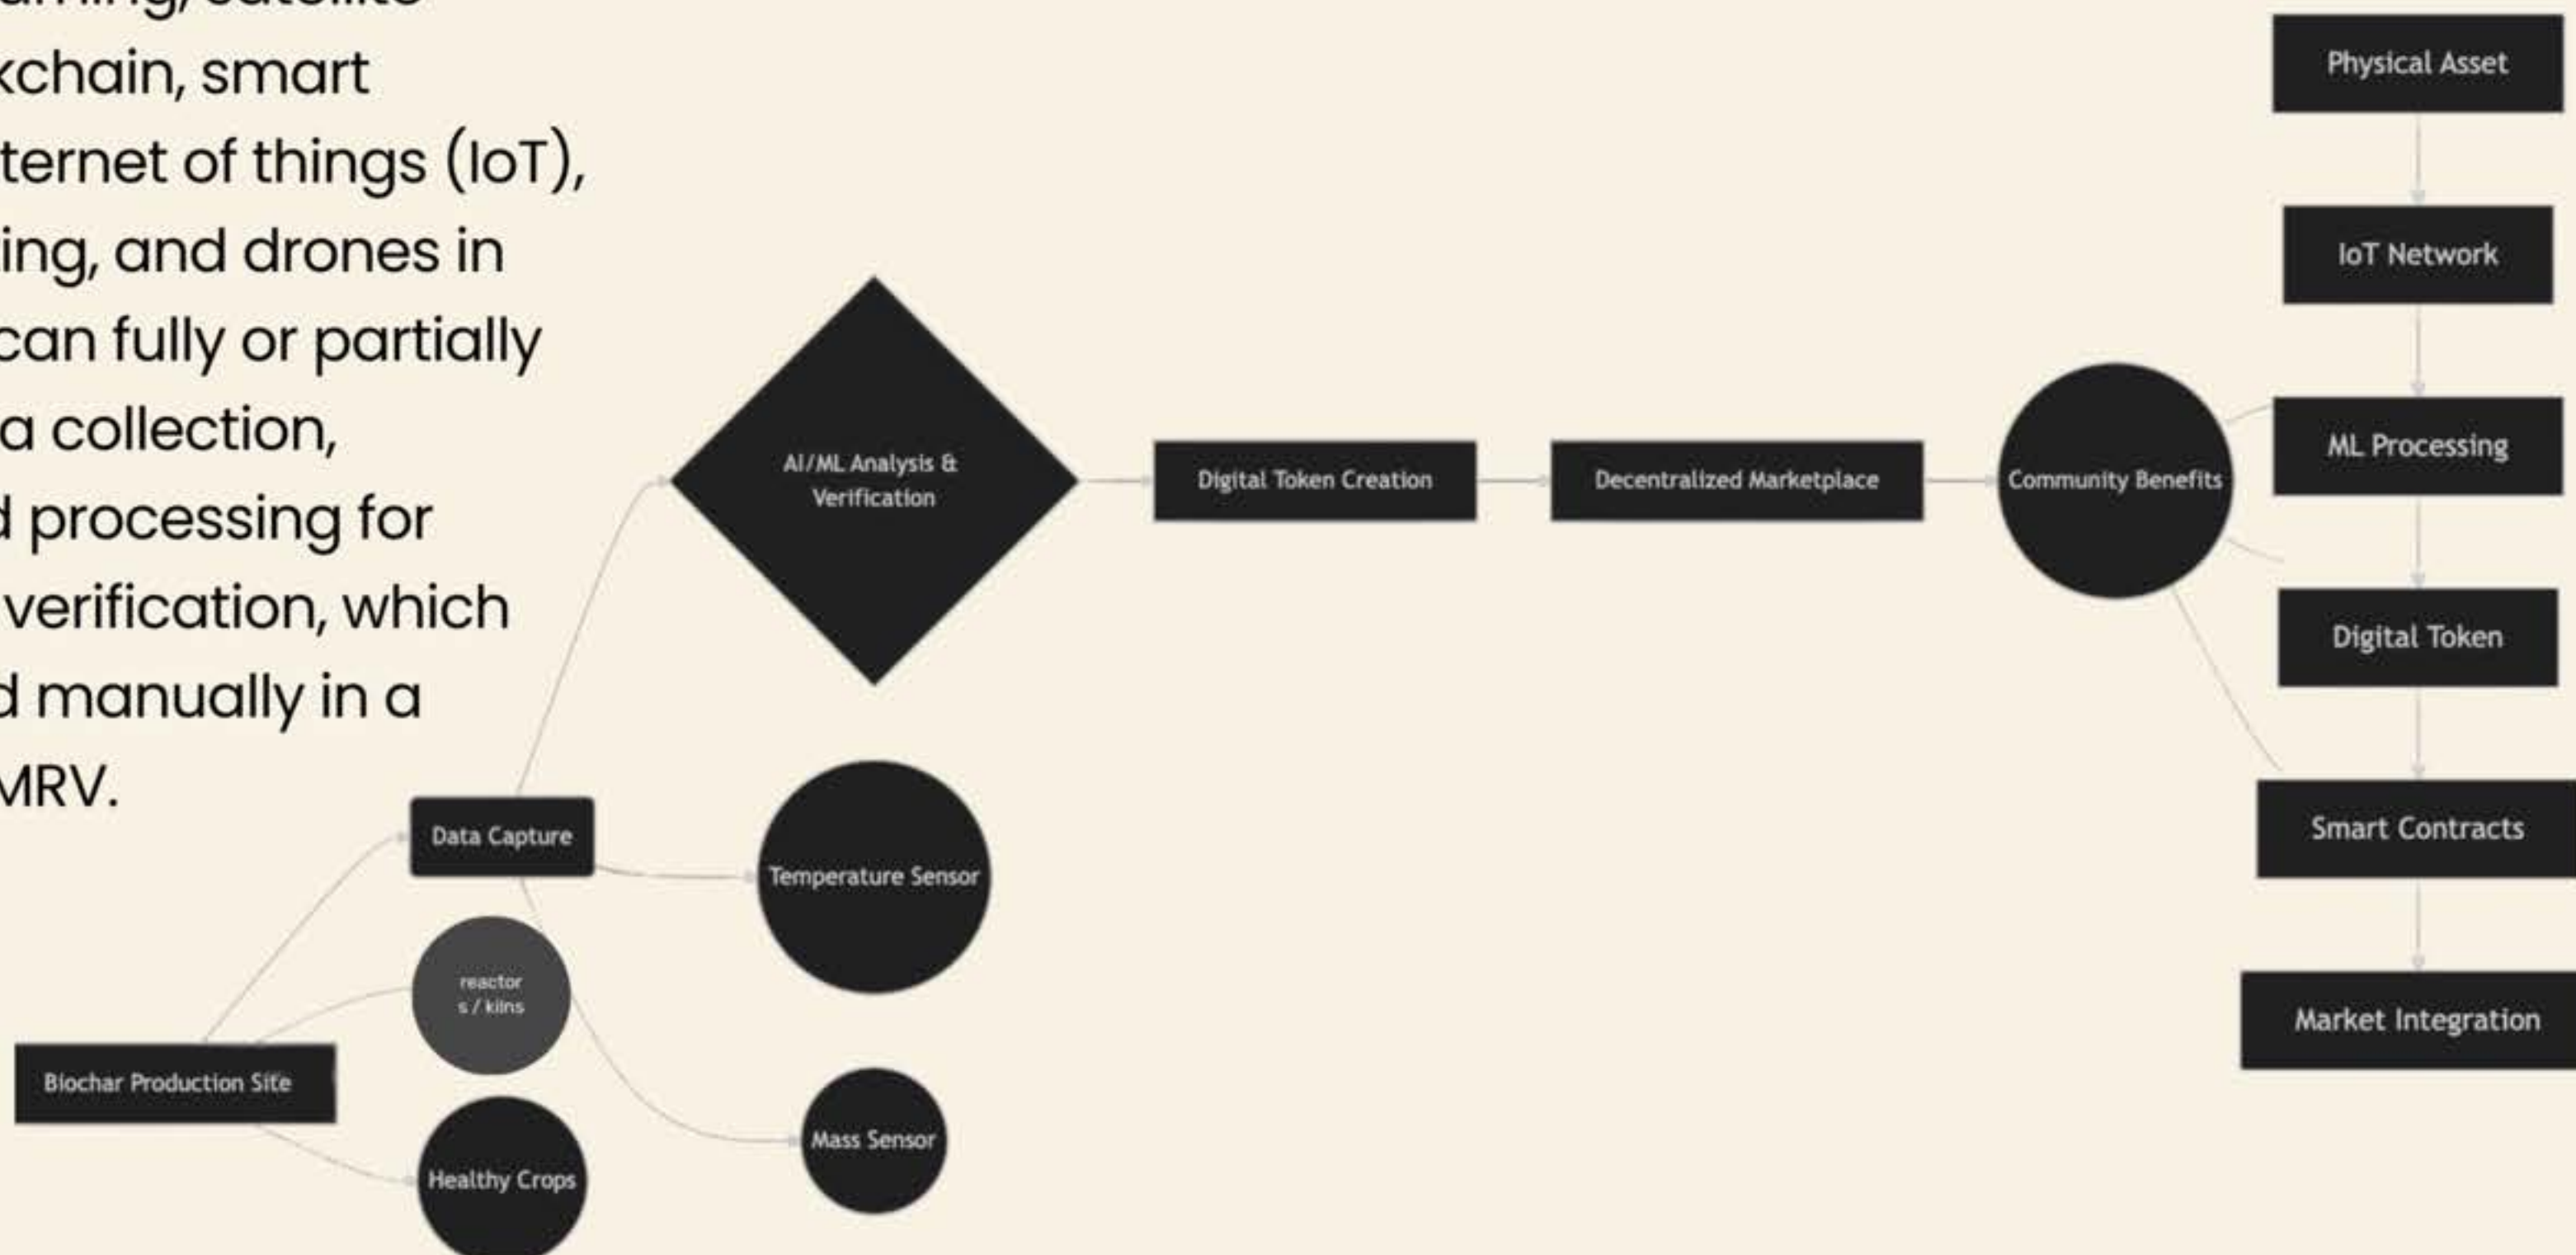 kchain, smart
ternet of things (IoT),
ing, and drones in
can fully or partially
a collection,
d processing for
verification, which
d manually in a
MRV.
AI/ML Analysis &
Verification
Digital Token Creation
Decentralized Marketplace
Community Benefits
Data Capture
Temperature Sensor
reactor
s / kilns
Biochar Production Site
Mass Sensor
Healthy Crops
Physical Asset
IoT Network
ML Processing
Digital Token
Smart Contracts
Market Integration